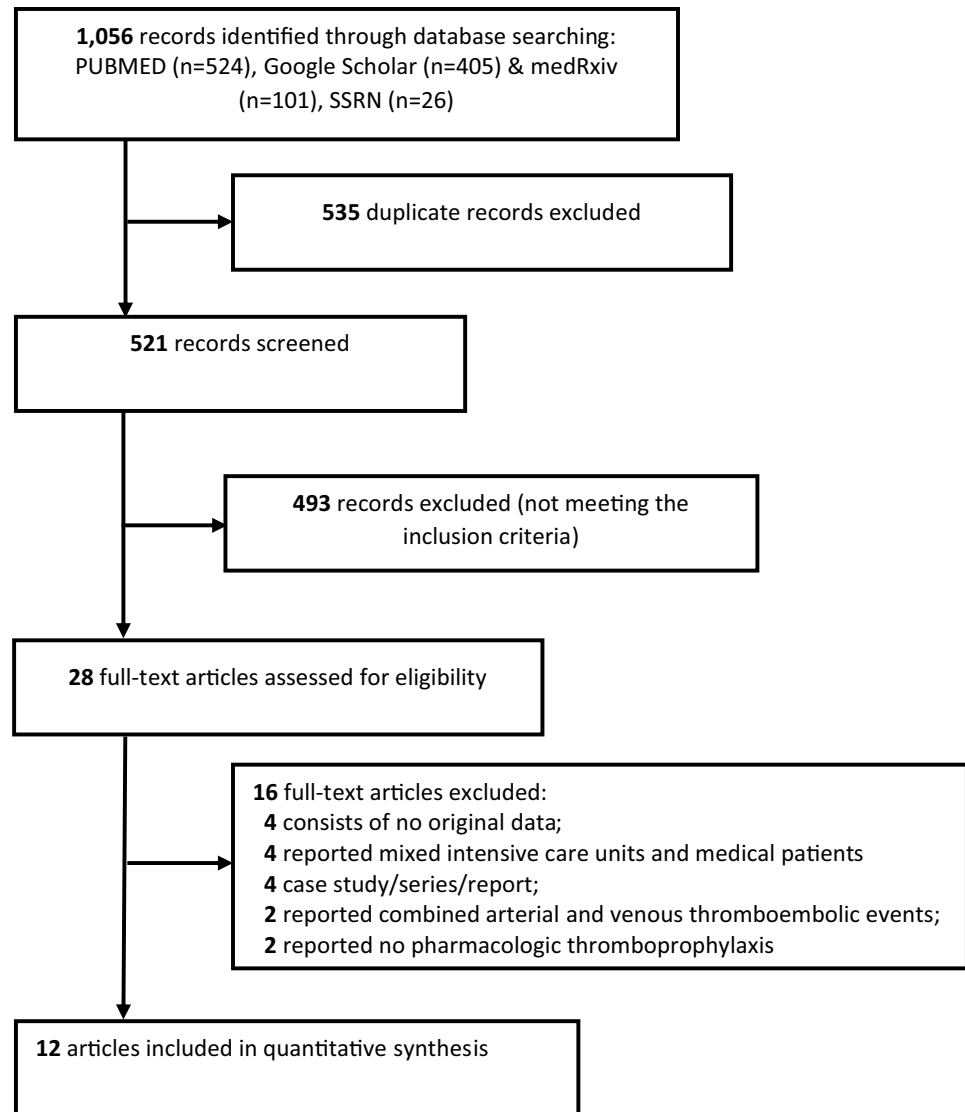 1,056 records identified through database searching:
PUBMED (n=524), Google Scholar (n=405) & medRxiv
(n=101), SSRN (n=26)
535 duplicate records excluded
521 records screened
493 records excluded (not meeting the
inclusion criteria)
28 full-text articles assessed for eligibility
16 full-text articles excluded:
4 consists of no original data;
4 reported mixed intensive care units and medical patients
4 case study/series/report;
2 reported combined arterial and venous thromboembolic events;
2 reported no pharmacologic thromboprophylaxis
12 articles included in quantitative synthesis